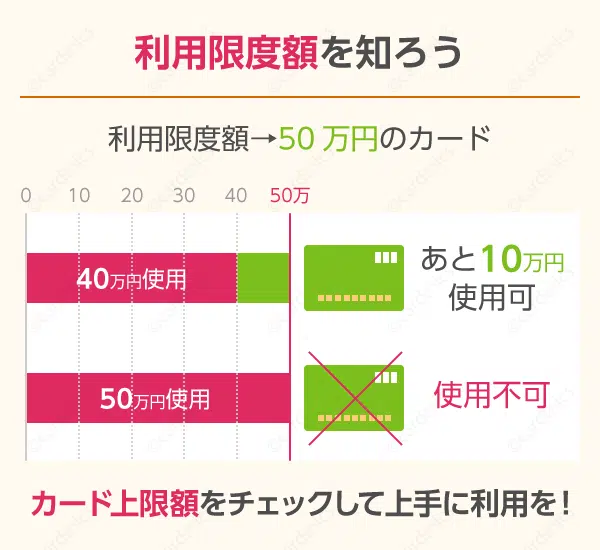 利用限度額を知ろう
利用限度額→50万円のカード
0 10 20 30 40 50万
40万円使用
あと10万円
使用可
50万円使用
使用不可
カード上限額をチェックして上手に利用を!